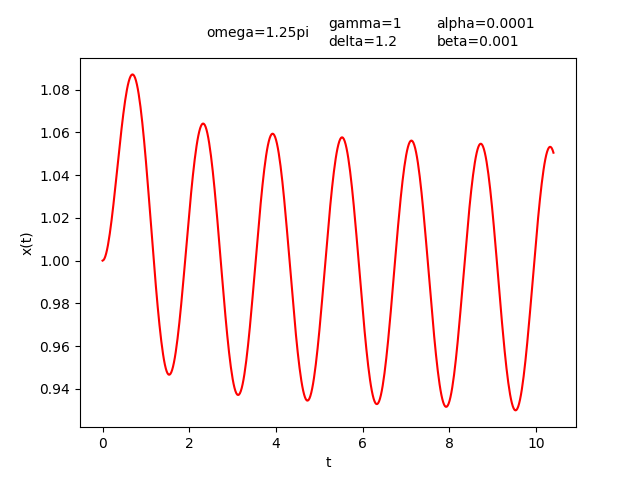 gamma=1 alpha=0.0001
omega=1.25pi
delta=1.2 beta=0.001
1.08
1.06
1.04
1.02
1.00
0.98
0.96
0.94
x(t)
0 2 4 6 8 10
t